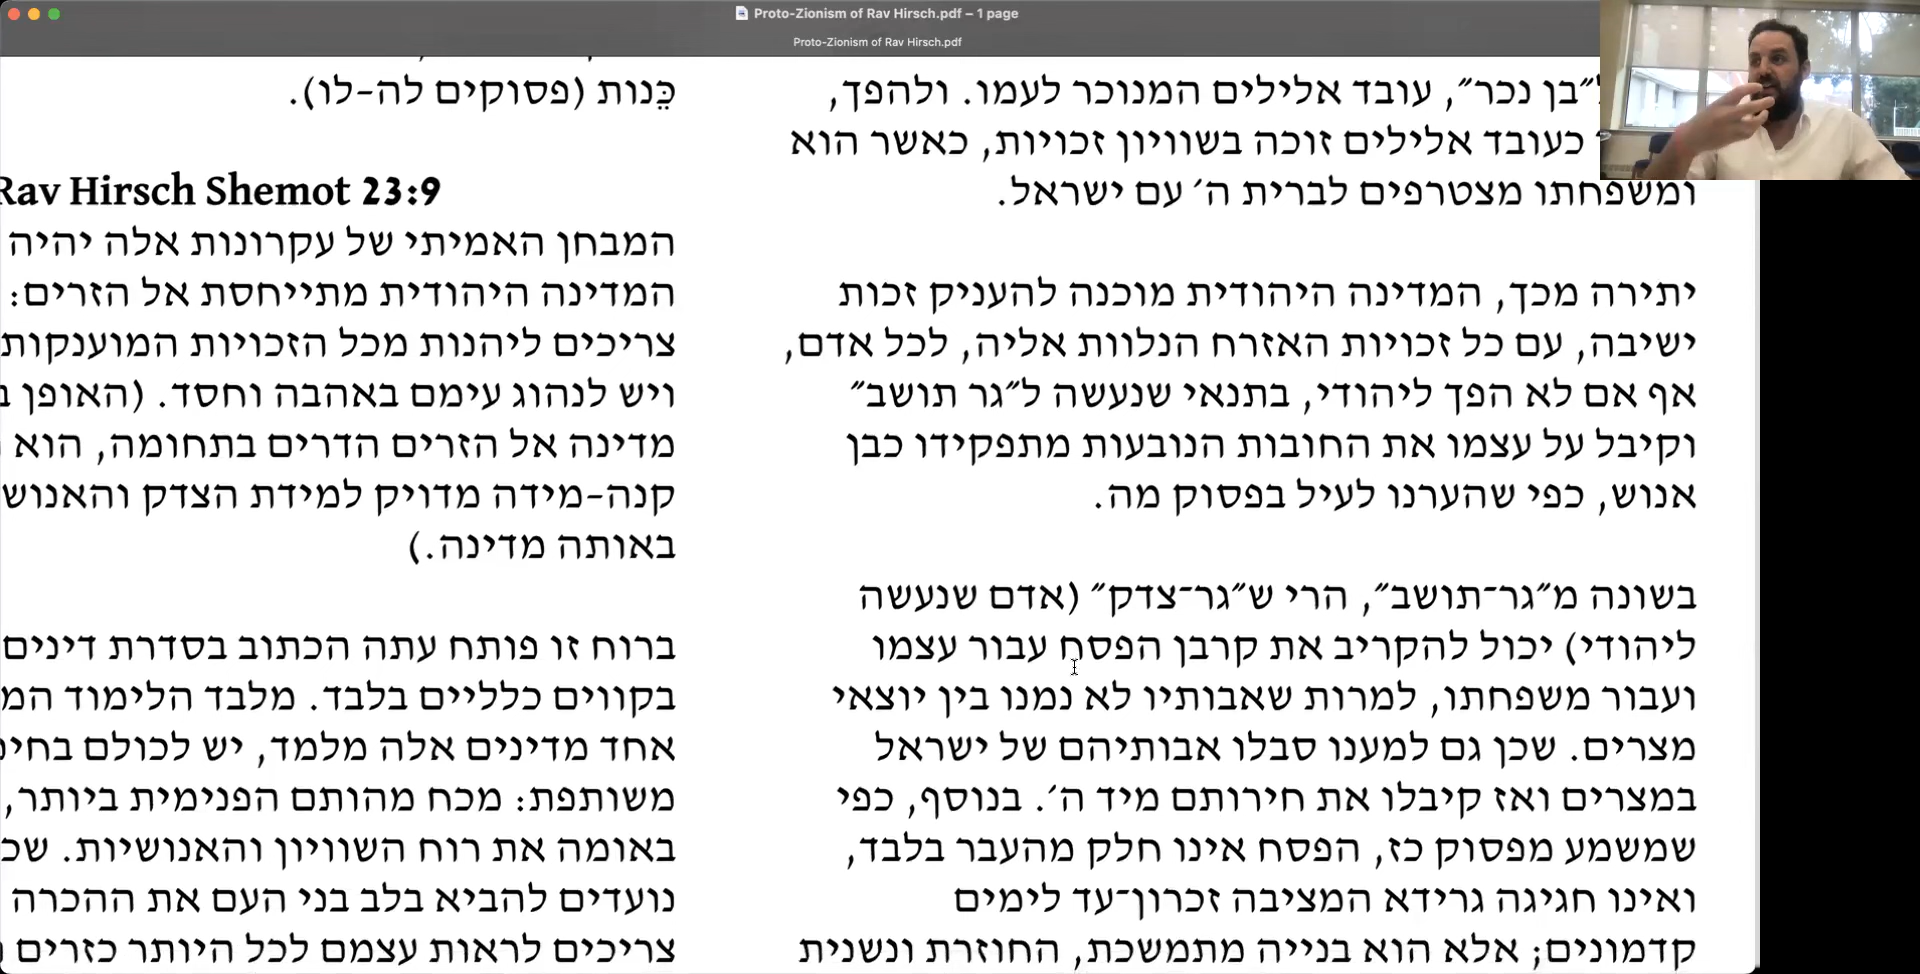 Proto-Zionism of Rav Hirsch.pdf – 1 page
Proto-Zionism of Rav Hirsch.pdf
ל״בן נכר״, עובד אלילים המנוכר לעמו. ולהפך,
כעובד אלילים זוכה בשוויון זכויות, כאשר הוא
ומשפחתו מצטרפים לברית ה׳ עם ישראל.
יתירה מכך, המדינה היהודית מוכנה להעניק זכות
ישיבה, עם כל זכויות האזרח הנלוות אליה, לכל אדם,
אף אם לא הפך ליהודי, בתנאי שנעשה ל״גר תושב״
וקיבל על עצמו את החובות הנובעות מתפקידו כבן
אנוש, כפי שהערנו לעיל בפסוק מה.
בשונה מ״גר־תושב״, הרי ש״גר־צדק״ (אדם שנעשה
ליהודי) יכול להקריב את קרבן הפסח עבור עצמו
ועבור משפחתו, למרות שאבותיו לא נמנו בין יוצאי
מצרים. שכן גם למענו סבלו אבותיהם של ישראל
במצרים ואז קיבלו את חירותם מיד ה׳. בנוסף, כפי
שמשמע מפסוק כז, הפסח אינו חלק מהעבר בלבד,
ואינו חגיגה גרידא המציבה זכרון־עד לימים
קדמונים; אלא הוא בנייה מתמשכת, החוזרת ונשנית
כֵּנות (פסוקים לה-לו).
Rav Hirsch Shemot 23:9
המבחן האמיתי של עקרונות אלה יהיה
המדינה היהודית מתייחסת אל הזרים:
צריכים ליהנות מכל הזכויות המוענקות
ויש לנהוג עימם באהבה וחסד. (האופן
מדינה אל הזרים הדרים בתחומה, הוא
קנה-מידה מדויק למידת הצדק והאנוש
באותה מדינה.)
ברוח זו פותח עתה הכתוב בסדרת דינים
בקווים כלליים בלבד. מלבד הלימוד
אחד מדינים אלה מלמד, יש לכולם
משותפת: מכח מהותם הפנימית ביותר,
באומה את רוח השוויון והאנושיות.
נועדים להביא בלב בני העם את ההכרה
צריכים לראות עצמם לכל היותר כזרים